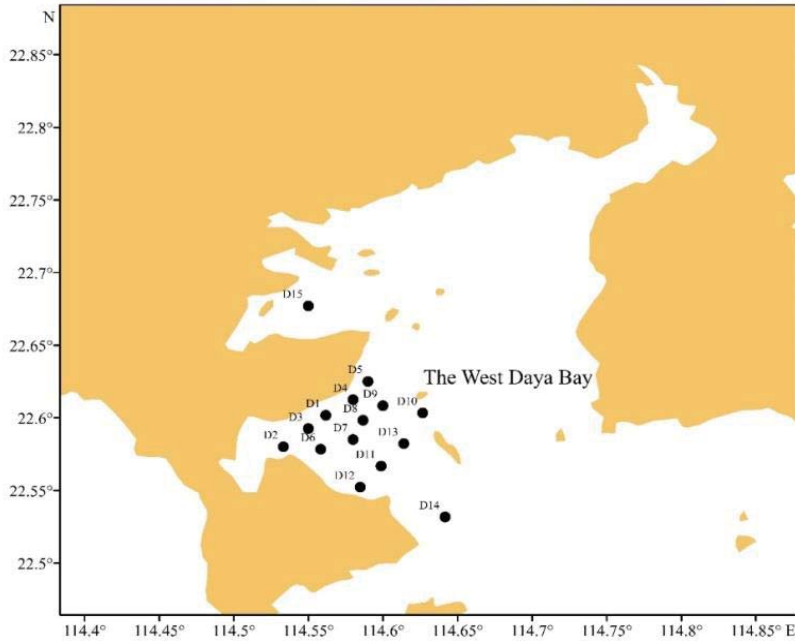 N
22.85°
22.8°
22.75°
22.7°
D15
22.65°
D5
The West Daya Bay
D4
D9
D10
D1
D8
22.6°
D3
D7
D13
D2
D6
D11
D12
22.55°
D14
22.5°
114.4° 114.45° 114.5° 114.55° 114.6° 114.65° 114.7° 114.75° 114.8° 114.85° E